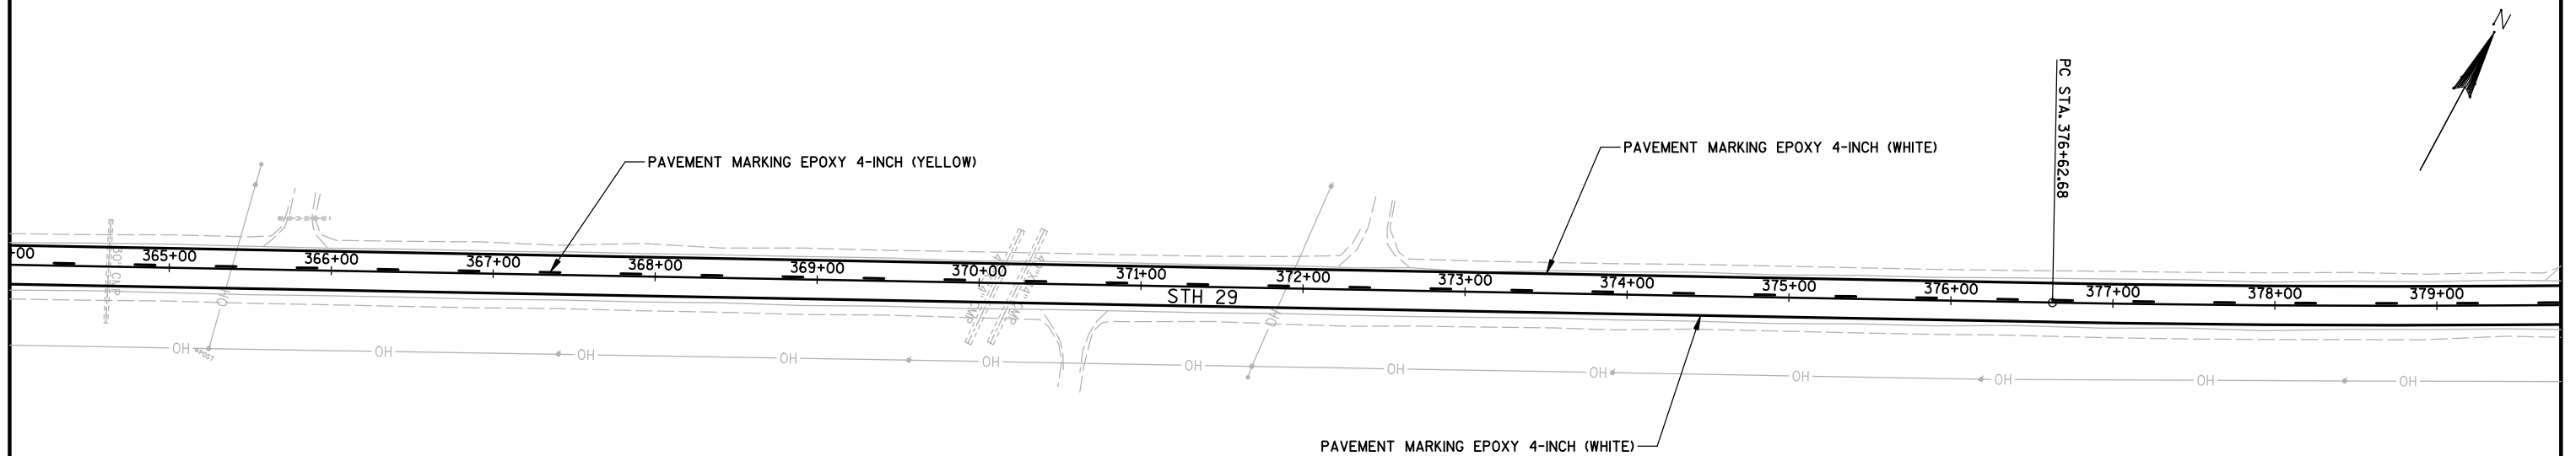 N
PC STA. 376+62.68
PAVEMENT MARKING EPOXY 4-INCH (WHITE)
PAVEMENT MARKING EPOXY 4-INCH (YELLOW)
+00
365+00
366+00
367+00
368+00
369+00
370+00
371+00
372+00
373+00
374+00
375+00
376+00
377+00
378+00
379+00
STH 29
OH
OH
OH
OH
OH
OH
OH
OH
OH
OH
OH
OH
OH
OH
POST
PAVEMENT MARKING EPOXY 4-INCH (WHITE)